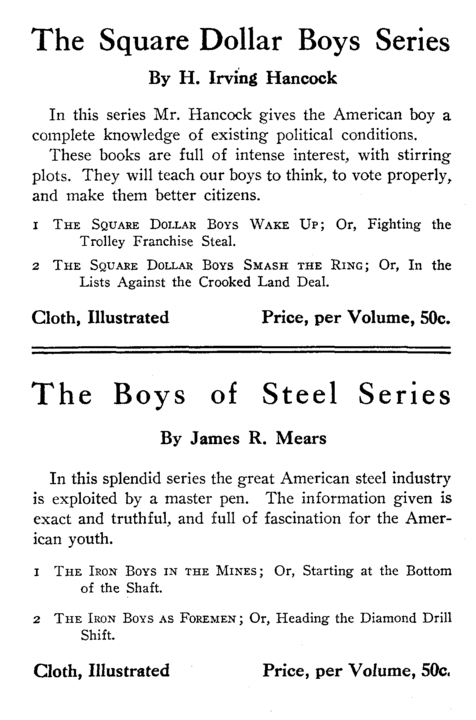 The Square Dollar Boys Series
By H. Irving Hancock
In this series Mr. Hancock gives the American boy a
complete knowledge of existing political conditions.
These books are full of intense interest, with stirring
plots. They will teach our boys to think, to vote properly,
and make them better citizens.
1 The Square Dollar Boys Wake Up; Or, Fighting the
Trolley Franchise Steal.
2 The Square Dollar Boys Smash the Ring; Or, In the
Lists Against the Crooked Land Deal.
Cloth, Illustrated Price, per Volume, 50c.
The Boys of Steel Series
By James R. Mears
In this splendid series the great American steel industry
is exploited by a master pen. The information given is
exact and truthful, and full of fascination for the Amer-
ican youth.
1 The Iron Boys in the Mines; Or, Starting at the Bottom
of the Shaft.
2 The Iron Boys as Foremen; Or, Heading the Diamond Drill
Shift.
Cloth, Illustrated Price, per Volume, 50c.